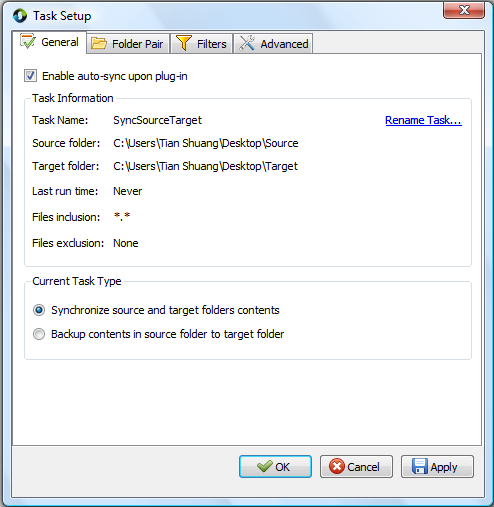 Task Setup
General Folder Pair Filters Advanced
Enable auto-sync upon plug-in
Task Information
Task Name: SyncSourceTarget Rename Task...
Source folder: C:\Users\Tian Shuang\Desktop\Source
Target folder: C:\Users\Tian Shuang\Desktop\Target
Last run time: Never
Files inclusion: *.*
Files exclusion: None
Current Task Type
Synchronize source and target folders contents
Backup contents in source folder to target folder
OK Cancel Apply